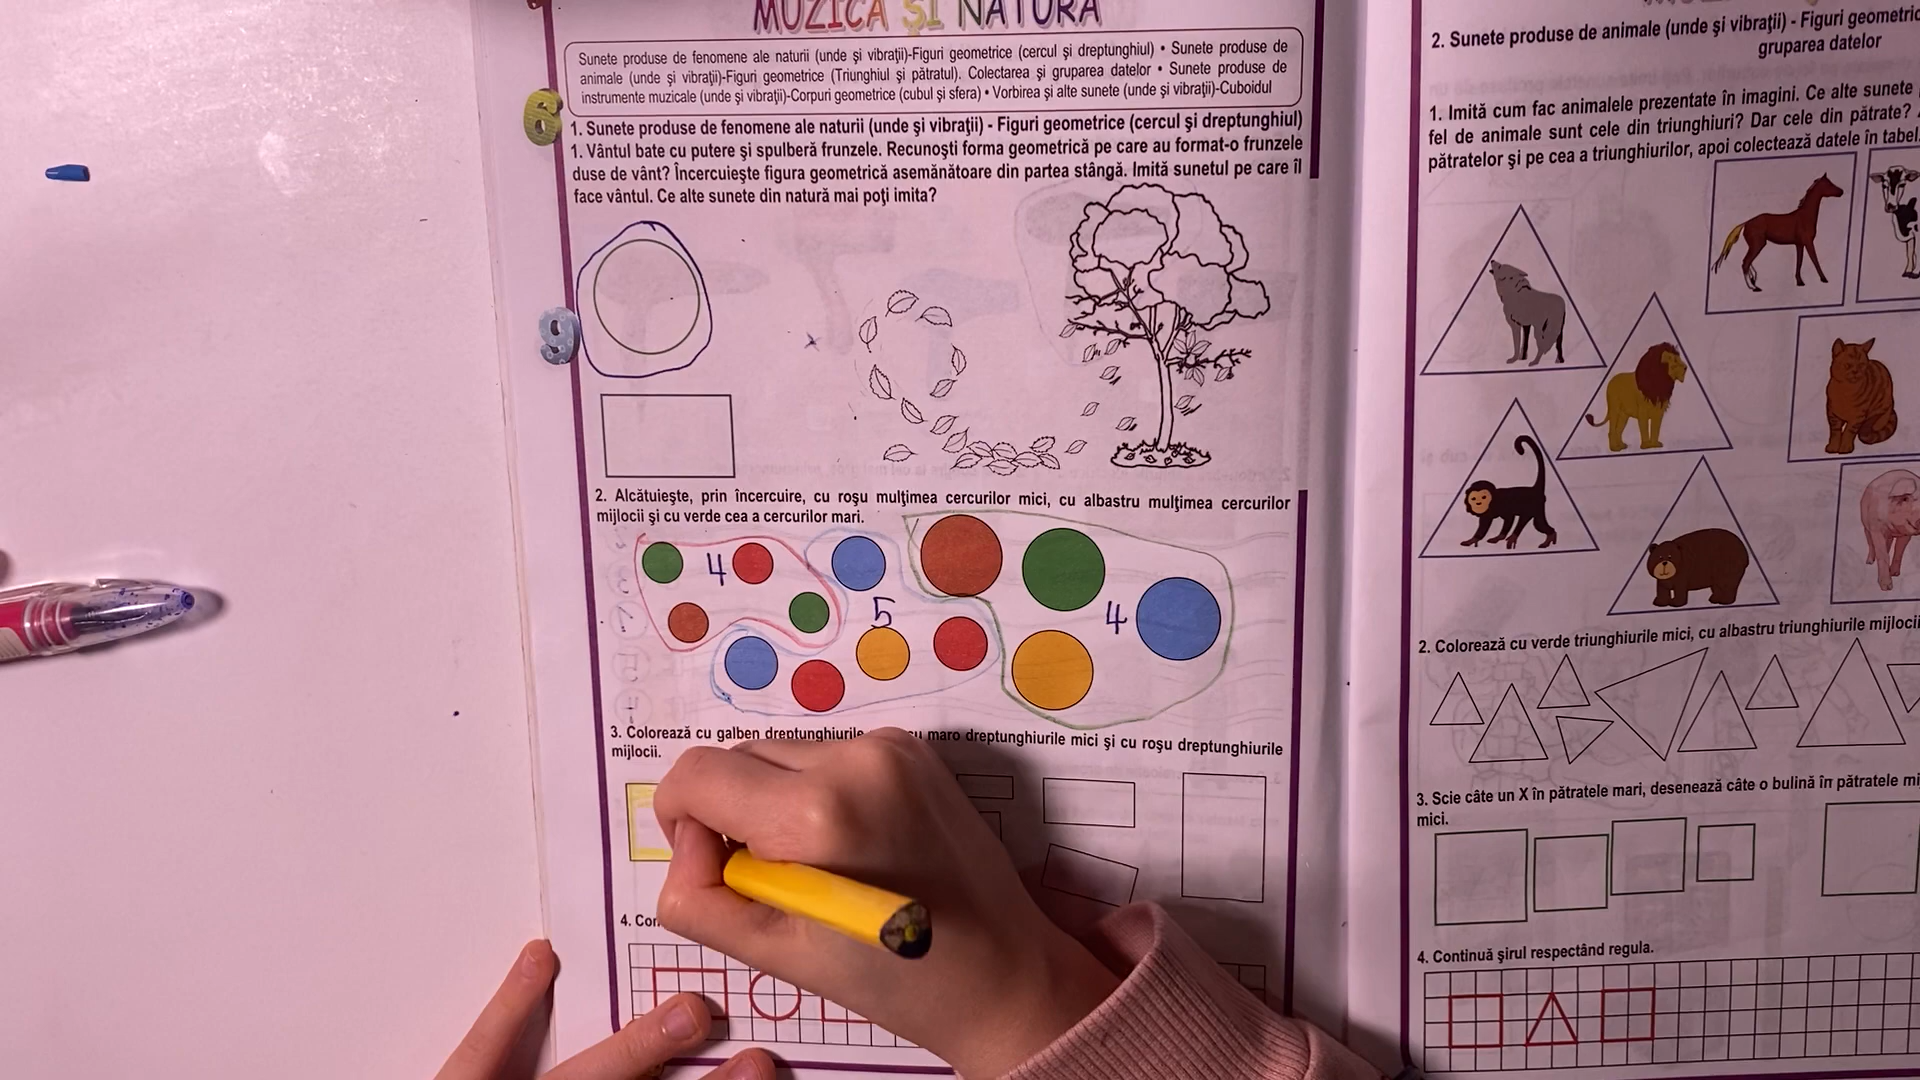 MUZICA ŞI NATURA
Sunete produse de fenomene ale naturii (unde şi vibraţii)-Figuri geometrice (cercul şi dreptunghiul) • Sunete produse de
animale (unde şi vibraţii)-Figuri geometrice (Triunghiul şi pătratul). Colectarea şi gruparea datelor • Sunete produse de
instrumente muzicale (unde şi vibraţii)-Corpuri geometrice (cubul şi sfera) • Vorbirea şi alte sunete (unde şi vibraţii)-Cuboidul
6
1. Sunete produse de fenomene ale naturii (unde şi vibraţii) - Figuri geometrice (cercul şi dreptunghiul)
1. Vântul bate cu putere şi spulberă frunzele. Recunoşti forma geometrică pe care au format-o frunzele
duse de vânt? Încercuieşte figura geometrică asemănătoare din partea stângă. Imită sunetul pe care îl
face vântul. Ce alte sunete din natură mai poţi imita?
9
2. Alcătuieşte, prin încercuire, cu roşu mulţimea cercurilor mici, cu albastru mulţimea cercurilor
mijlocii şi cu verde cea a cercurilor mari.
4
5
4
3. Colorează cu galben dreptunghiurile cu maro dreptunghiurile mici şi cu roşu dreptunghiurile
mijlocii.
4.
2. Sunete produse de animale (unde şi vibraţii) - Figuri
gruparea datelor
1. Imită cum fac animalele prezentate în imagini. Ce alte sunete
fel de animale sunt cele din triunghiuri? Dar cele din pătrate?
pătratelor şi pe cea a triunghiurilor, apoi colectează datele în tabel
2. Colorează cu verde triunghiurile mici, cu albastru triunghiurile
3. Scie câte un X în pătratele mari, desenează câte o bulină în pătratele
mici.
4. Continuă şirul respectând regula.